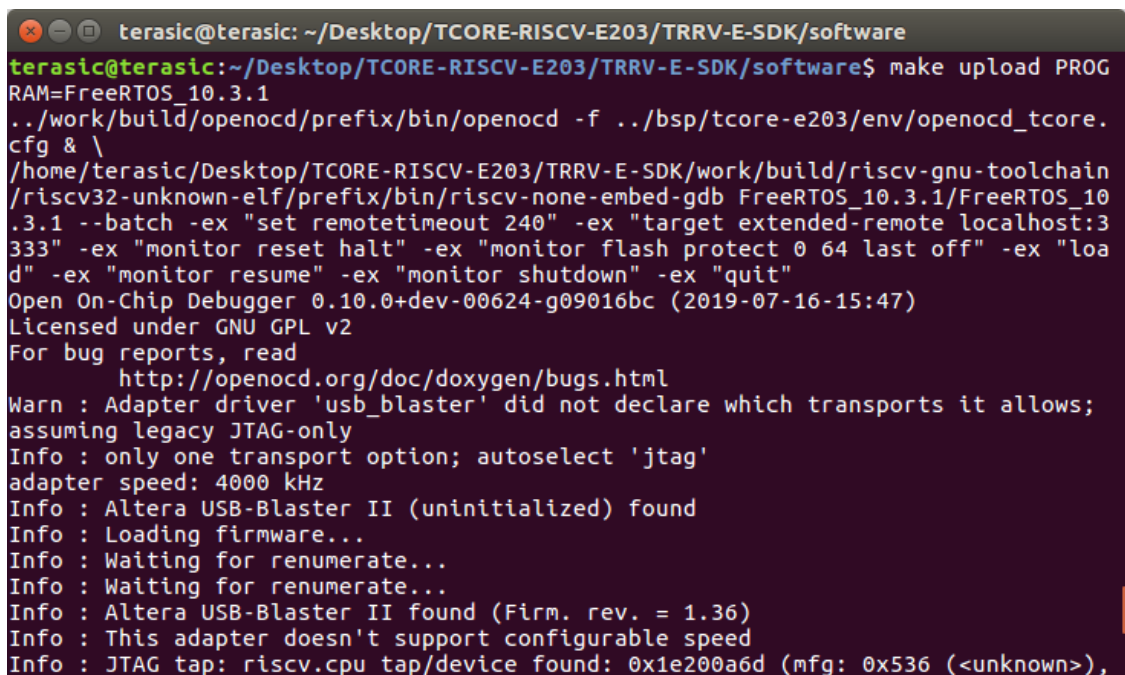 terasic@terasic: ~/Desktop/TCORE-RISCV-E203/TRRV-E-SDK/software
terasic@terasic:~/Desktop/TCORE-RISCV-E203/TRRV-E-SDK/software$ make upload PROG
RAM=FreeRTOS_10.3.1
../work/build/openocd/prefix/bin/openocd -f ../bsp/tcore-e203/env/openocd_tcore.
cfg & \
/home/terasic/Desktop/TCORE-RISCV-E203/TRRV-E-SDK/work/build/riscv-gnu-toolchain
/riscv32-unknown-elf/prefix/bin/riscv-none-embed-gdb FreeRTOS_10.3.1/FreeRTOS_10
.3.1 --batch -ex "set remotetimeout 240" -ex "target extended-remote localhost:3
333" -ex "monitor reset halt" -ex "monitor flash protect 0 64 last off" -ex "loa
d" -ex "monitor resume" -ex "monitor shutdown" -ex "quit"
Open On-Chip Debugger 0.10.0+dev-00624-g09016bc (2019-07-16-15:47)
Licensed under GNU GPL v2
For bug reports, read
        http://openocd.org/doc/doxygen/bugs.html
Warn : Adapter driver 'usb_blaster' did not declare which transports it allows;
assuming legacy JTAG-only
Info : only one transport option; autoselect 'jtag'
adapter speed: 4000 kHz
Info : Altera USB-Blaster II (uninitialized) found
Info : Loading firmware...
Info : Waiting for renumerate...
Info : Waiting for renumerate...
Info : Altera USB-Blaster II found (Firm. rev. = 1.36)
Info : This adapter doesn't support configurable speed
Info : JTAG tap: riscv.cpu tap/device found: 0x1e200a6d (mfg: 0x536 (<unknown>),